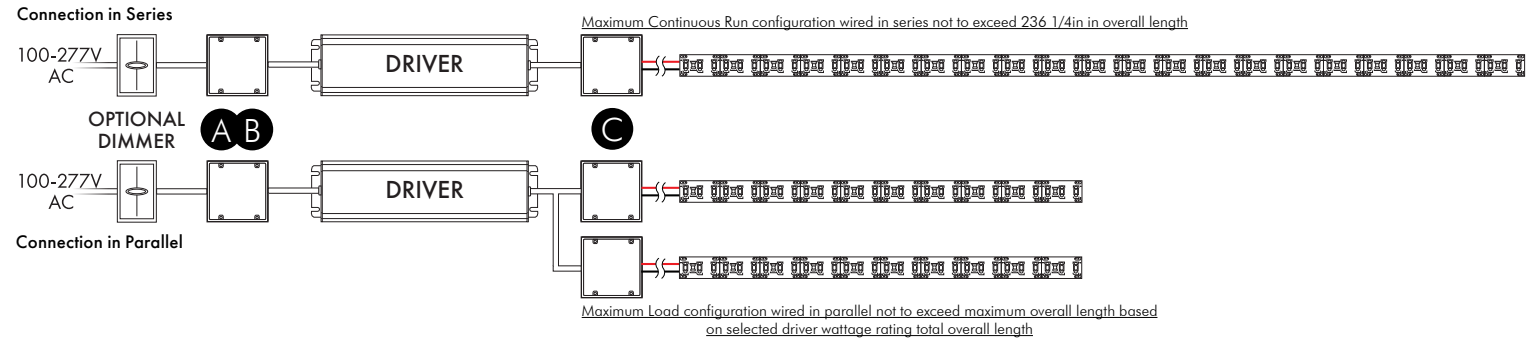 Connection in Series
Maximum Continuous Run configuration wired in series not to exceed 236 1/4in in overall length
100-277V
AC
DRIVER
OPTIONAL
DIMMER
A B
C
100-277V
AC
DRIVER
Connection in Parallel
Maximum Load configuration wired in parallel not to exceed maximum overall length based
on selected driver wattage rating total overall length